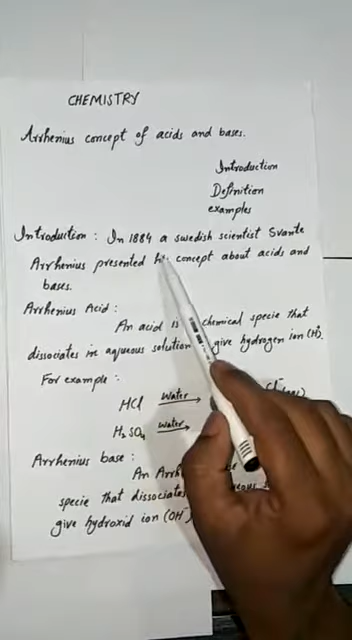 CHEMISTRY
Arrhenius concept of acids and bases.
Introduction
Definition
examples
Introduction : In 1884 a swedish scientist Svante
Arrhenius presented concept about acids and
bases.
Arrhenius Acid :
An acid is chemical specie that
dissociates in aqueous solution give hydrogen ion (H⁺).
For example :
HCl water →
H₂SO₄ water →
Arrhenius base :
An
specie that dissociates
give hydroxid ion (OH⁻)